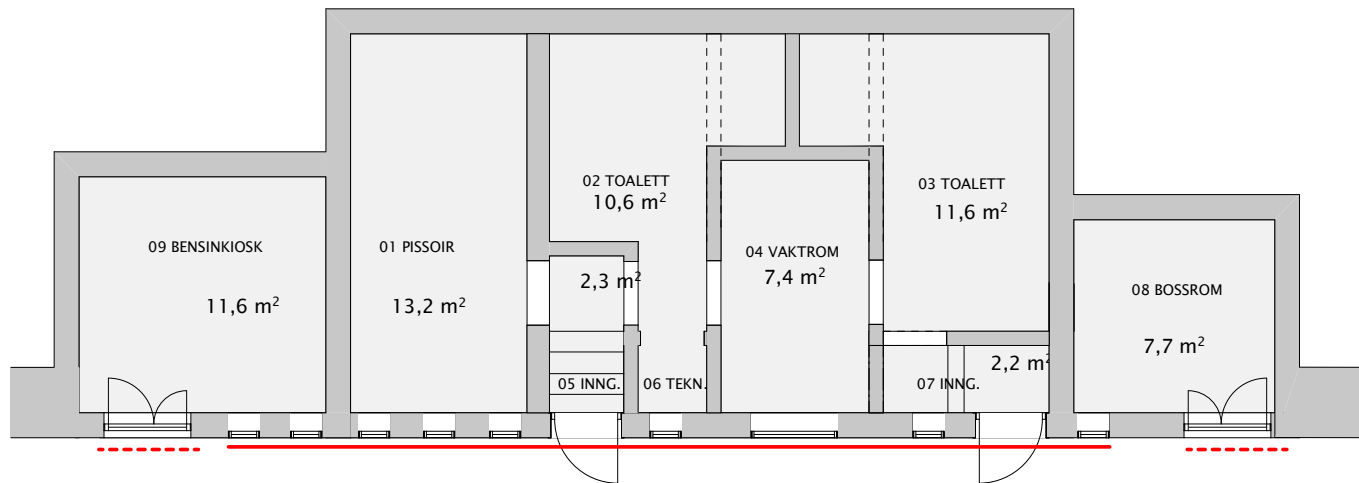 09 BENSINKIOSK
11,6 m²
01 PISSOIR
13,2 m²
02 TOALETT
10,6 m²
2,3 m²
05 INNG.
06 TEKN.
04 VAKTROM
7,4 m²
03 TOALETT
11,6 m²
07 INNG.
2,2 m²
08 BOSSROM
7,7 m²